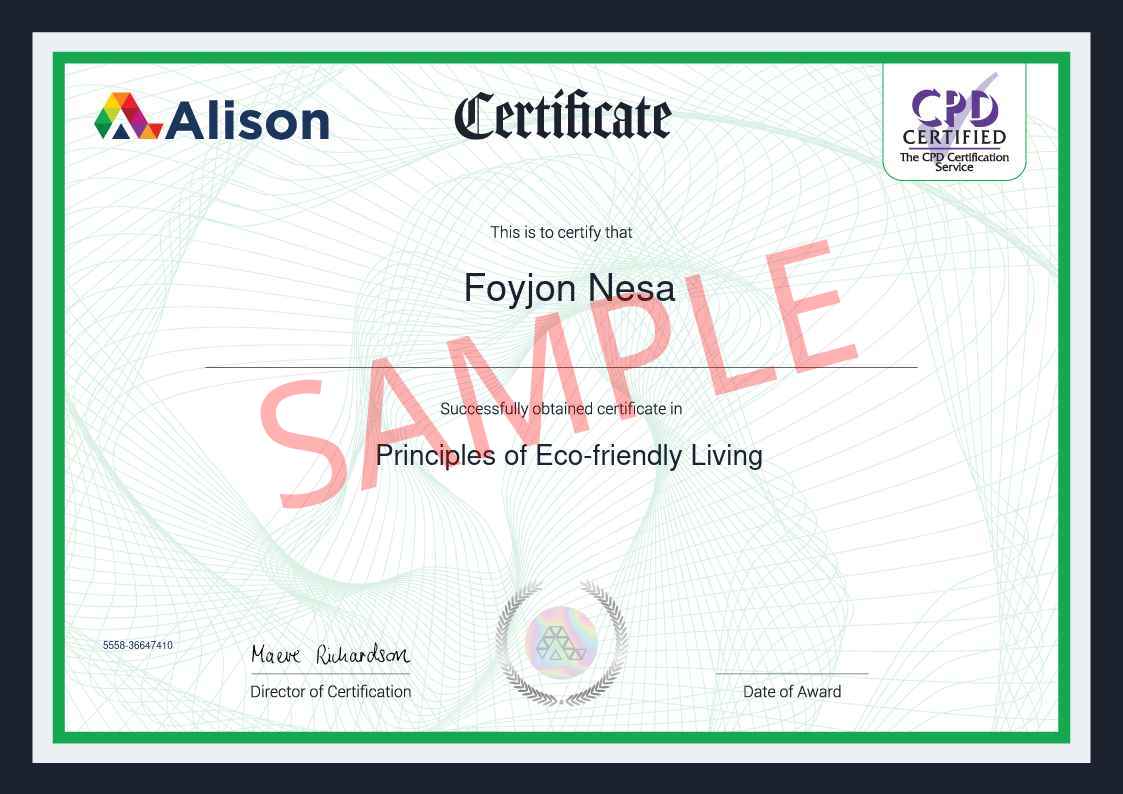 Alison
Certificate
CPD
CERTIFIED
The CPD Certification
Service
This is to certify that
Foyjon Nesa
SAMPLE
Successfully obtained certificate in
Principles of Eco-friendly Living
5558-36647410
Maeve Richardson
Director of Certification
Date of Award